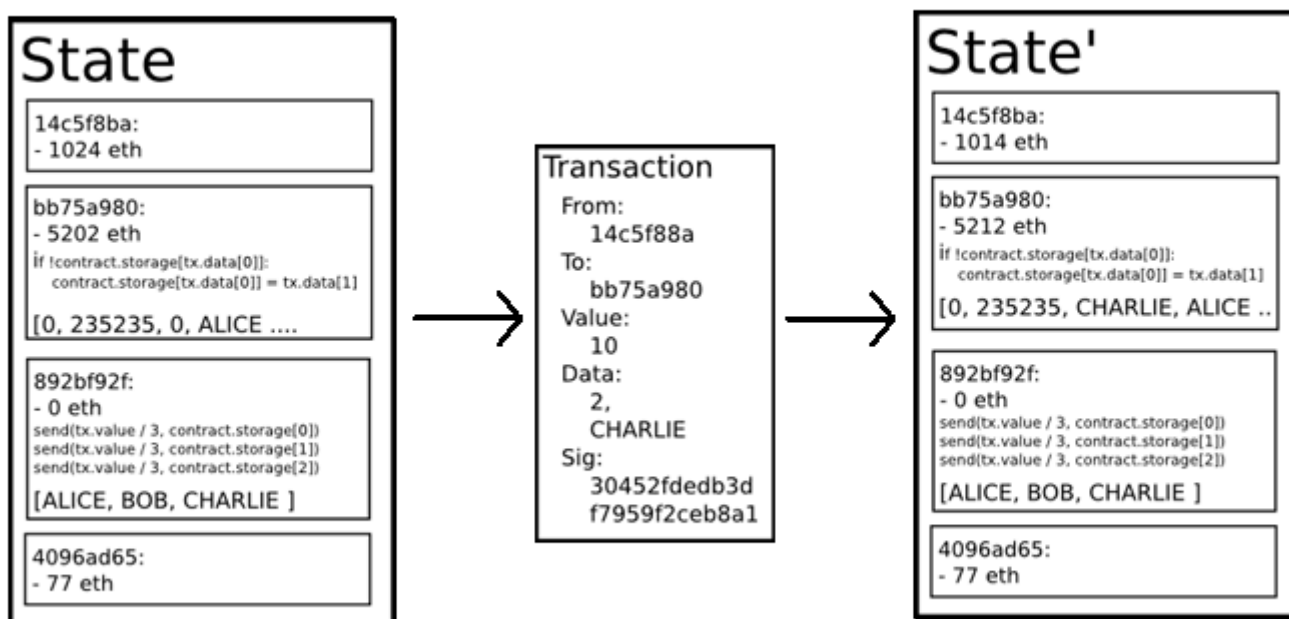 State
14c5f8ba:
- 1024 eth
bb75a980:
- 5202 eth
if !contract.storage[tx.data[0]]:
contract.storage[tx.data[0]] = tx.data[1]
[0, 235235, 0, ALICE ....
892bf92f:
- 0 eth
send(tx.value / 3, contract.storage[0])
send(tx.value / 3, contract.storage[1])
send(tx.value / 3, contract.storage[2])
[ALICE, BOB, CHARLIE ]
4096ad65:
- 77 eth
Transaction
From:
14c5f88a
To:
bb75a980
Value:
10
Data:
2,
CHARLIE
Sig:
30452fdedb3d
f7959f2ceb8a1
State'
14c5f8ba:
- 1014 eth
bb75a980:
- 5212 eth
if !contract.storage[tx.data[0]]:
contract.storage[tx.data[0]] = tx.data[1]
[0, 235235, CHARLIE, ALICE ..
892bf92f:
- 0 eth
send(tx.value / 3, contract.storage[0])
send(tx.value / 3, contract.storage[1])
send(tx.value / 3, contract.storage[2])
[ALICE, BOB, CHARLIE ]
4096ad65:
- 77 eth